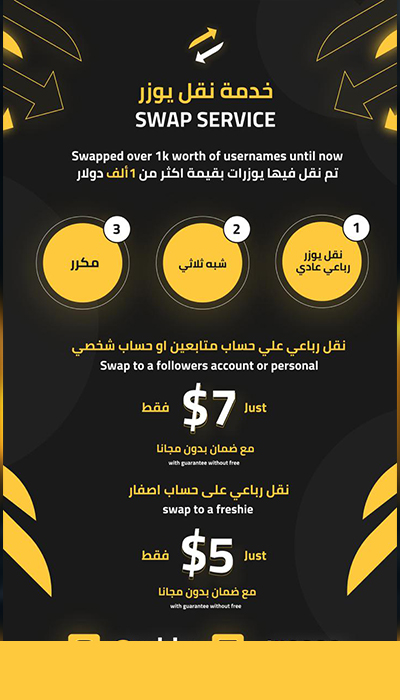 خدمة نقل يوزر
SWAP SERVICE
Swapped over 1k worth of usernames until now
تم نقل فيها يوزرات بقيمة اكثر من 1ألف دولار
1
نقل يوزر
رباعي عادي
2
شبه ثلاثي
3
مكرر
نقل رباعي علي حساب متابعين او حساب شخصي
Swap to a followers account or personal
فقط $7 Just
مع ضمان بدون مجانا
with guarantee without free
نقل رباعي على حساب اصفار
swap to a freshie
فقط $5 Just
مع ضمان بدون مجانا
with guarantee without free